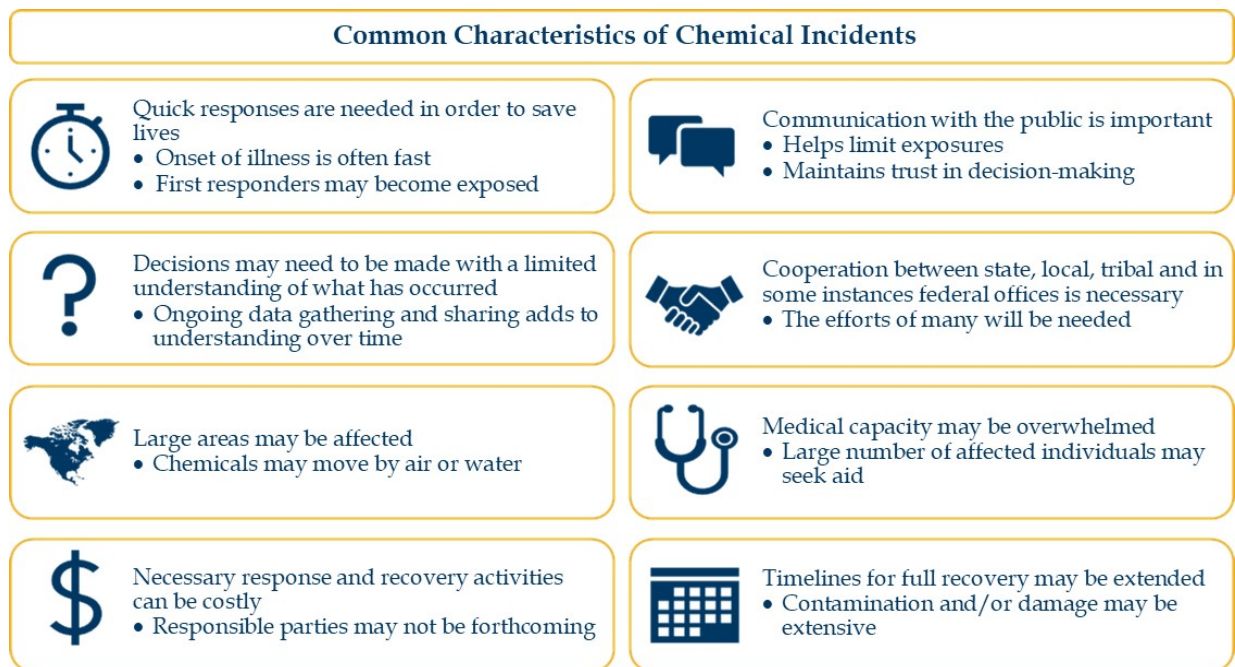 Common Characteristics of Chemical Incidents
Quick responses are needed in order to save
lives
• Onset of illness is often fast
• First responders may become exposed
Communication with the public is important
• Helps limit exposures
• Maintains trust in decision-making
Decisions may need to be made with a limited
understanding of what has occurred
• Ongoing data gathering and sharing adds to
understanding over time
Cooperation between state, local, tribal and in
some instances federal offices is necessary
• The efforts of many will be needed
Large areas may be affected
• Chemicals may move by air or water
Medical capacity may be overwhelmed
• Large number of affected individuals may
seek aid
Necessary response and recovery activities
can be costly
• Responsible parties may not be forthcoming
Timelines for full recovery may be extended
• Contamination and/or damage may be
extensive